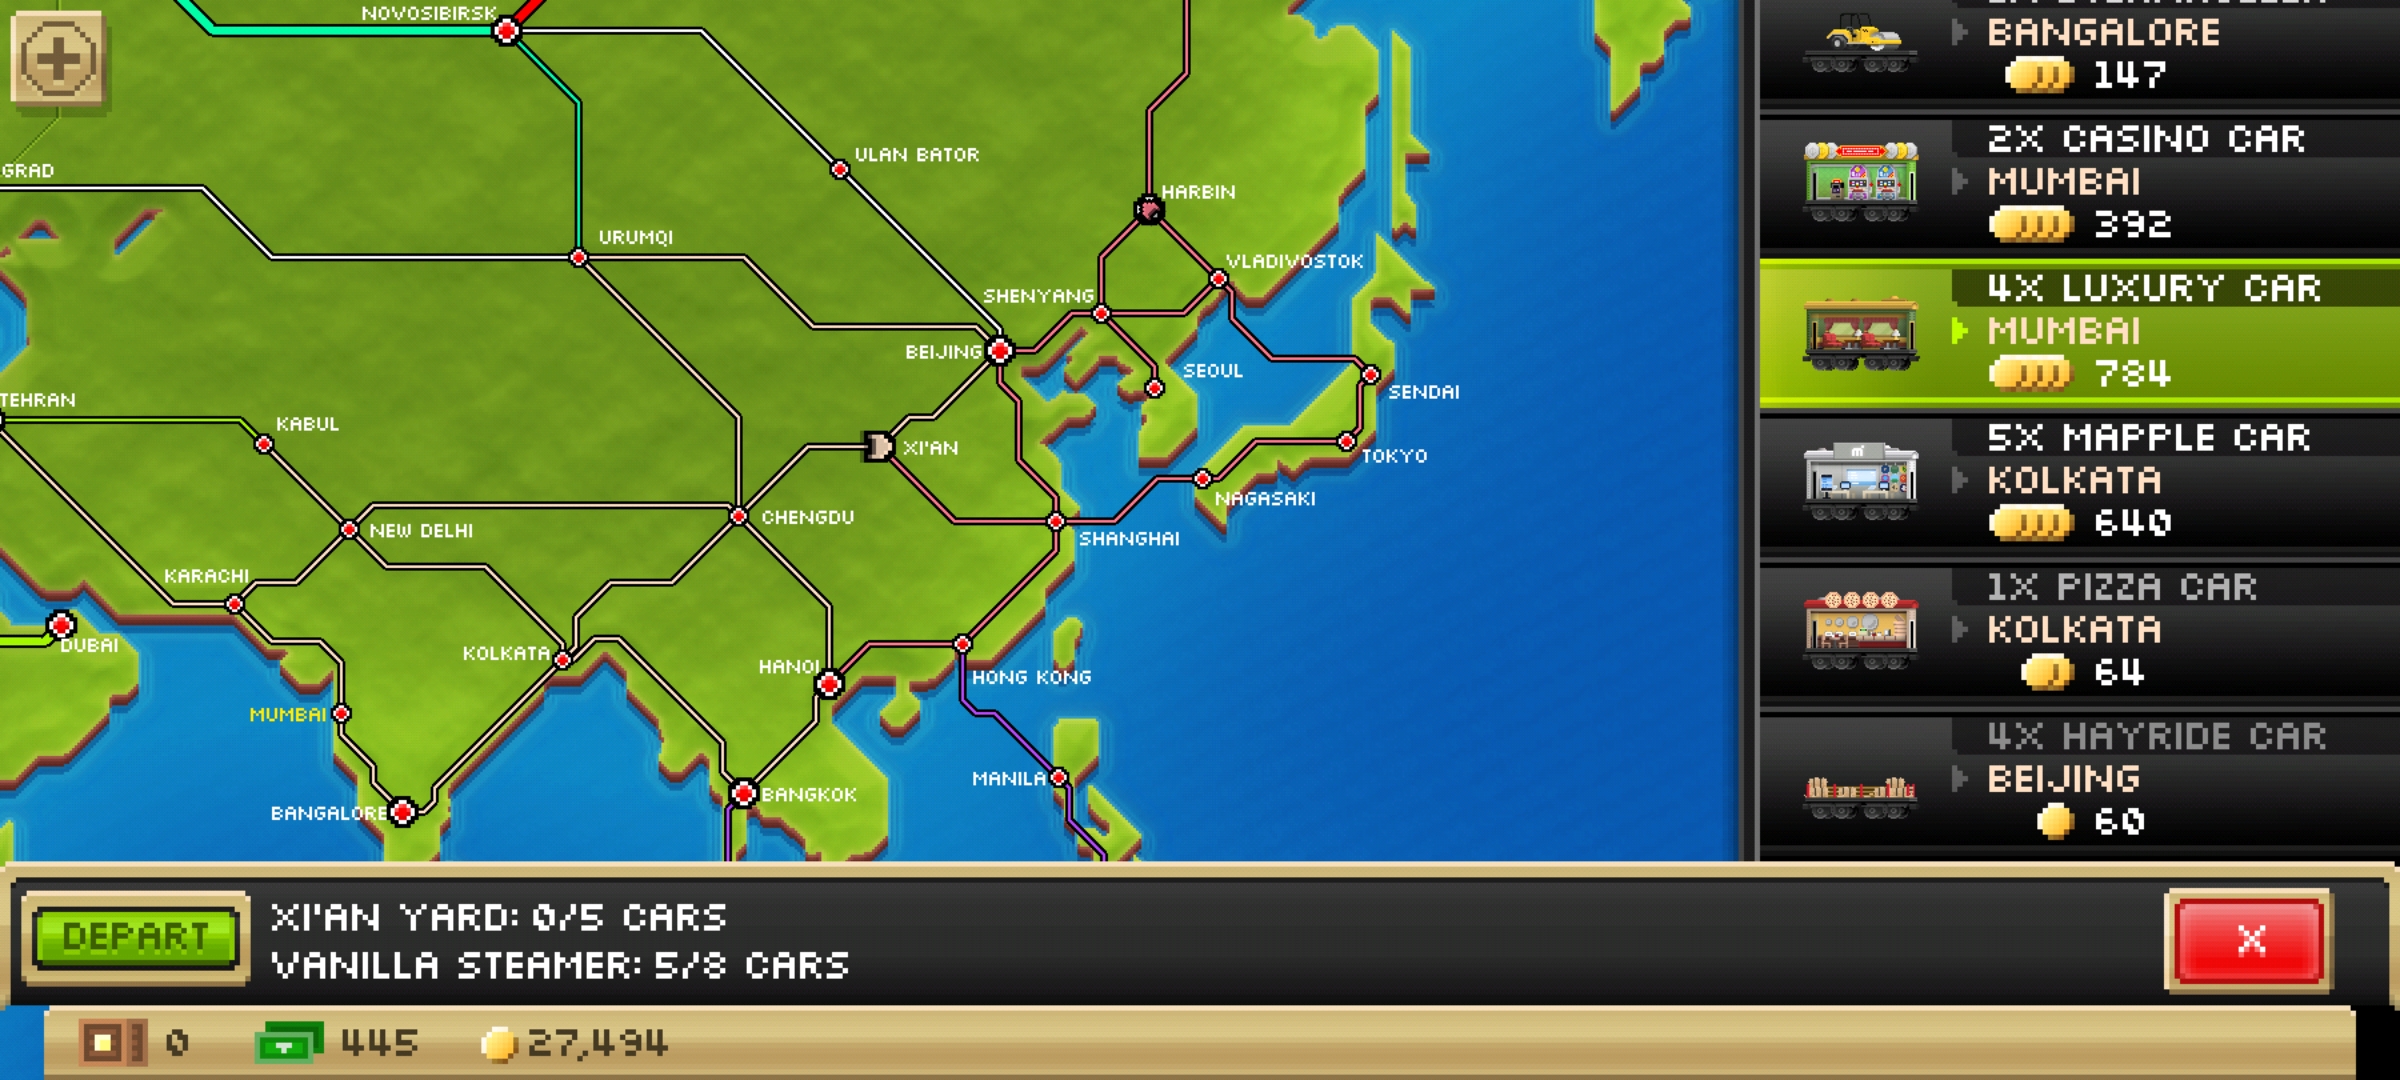 NOVOSIBIRSK
ULAN BATOR
GRAD
HARBIN
URUMQI
VLADIVOSTOK
SHENYANG
BEIJING
SEOUL
SENDAI
TEHRAN
KABUL
XI'AN
TOKYO
NAGASAKI
NEW DELHI
CHENGDU
SHANGHAI
KARACHI
DUBAI
KOLKATA
HANOI
HONG KONG
MUMBAI
MANILA
BANGKOK
BANGALORE
BANGALORE
147
2X CASINO CAR
MUMBAI
392
4X LUXURY CAR
MUMBAI
784
5X MAPPLE CAR
KOLKATA
640
1X PIZZA CAR
KOLKATA
64
4X HAYRIDE CAR
BEIJING
60
DEPART
XI'AN YARD: 0/5 CARS
VANILLA STEAMER: 5/8 CARS
X
0
445
27,494